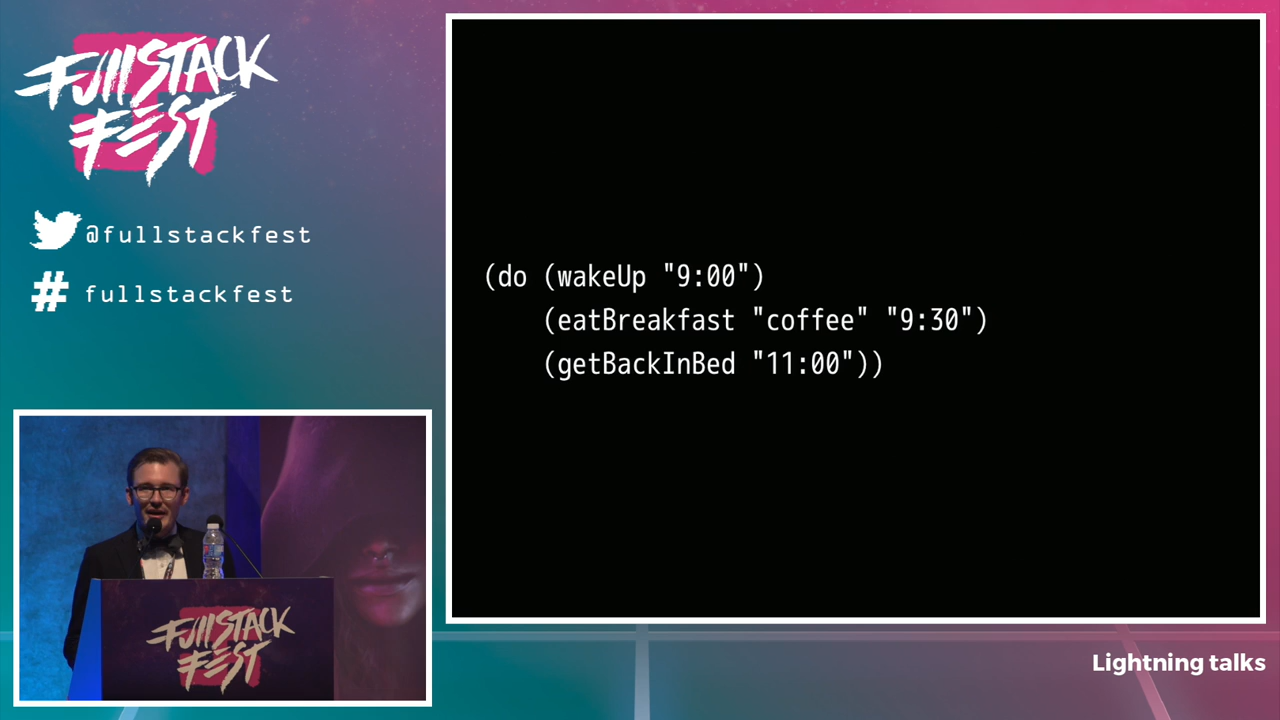 FullSTACK
FEST
@fullstackfest
# fullstackfest
(do (wakeUp "9:00")
(eatBreakfast "coffee" "9:30")
(getBackInBed "11:00"))
FullSTACK
FEST
Lightning talks